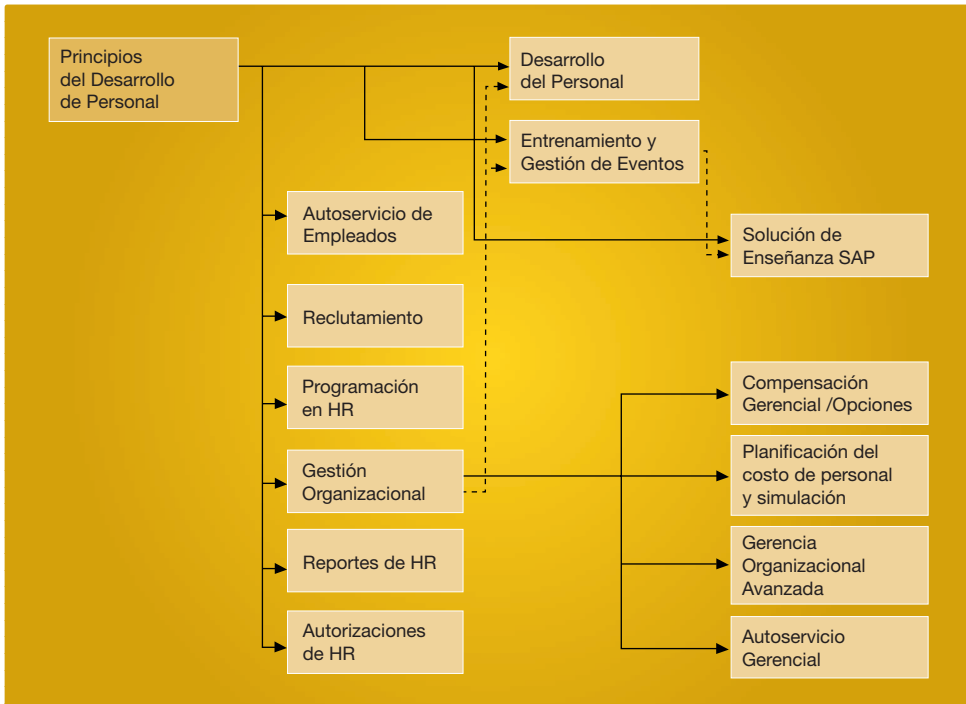 Principios
del Desarrollo
de Personal
Desarrollo
del Personal
Entrenamiento y
Gestión de Eventos
Autoservicio de
Empleados
Solución de
Enseñanza SAP
Reclutamiento
Programación
en HR
Compensación
Gerencial /Opciones
Gestión
Organizacional
Planificación del
costo de personal
y simulación
Reportes de HR
Gerencia
Organizacional
Avanzada
Autorizaciones
de HR
Autoservicio
Gerencial